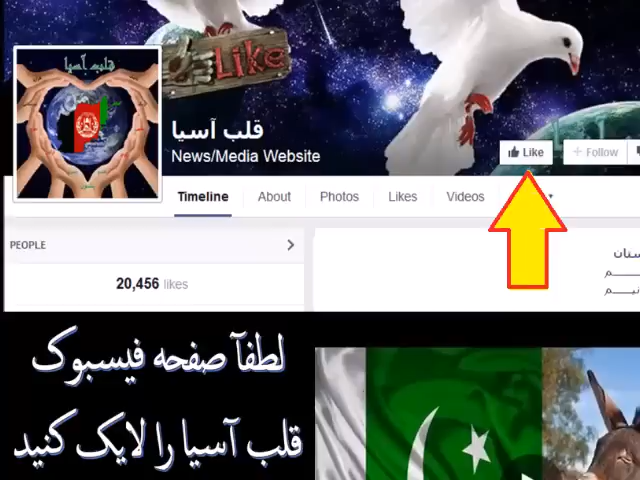 قلب آسیا
Like
قلب آسیا
News/Media Website
Like
+ Follow
Timeline
About
Photos
Likes
Videos
PEOPLE
20,456 likes
لطفآ صفحه فیسبوک
قلب آسیا را لایک کنید